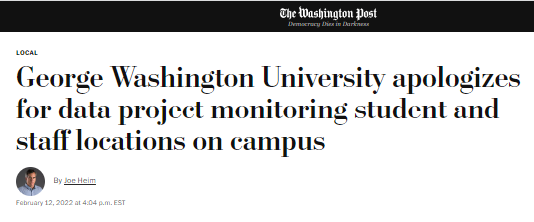 The Washington Post
Democracy Dies in Darkness
LOCAL
George Washington University apologizes
for data project monitoring student and
staff locations on campus
By Joe Heim
February 12, 2022 at 4:04 p.m. EST